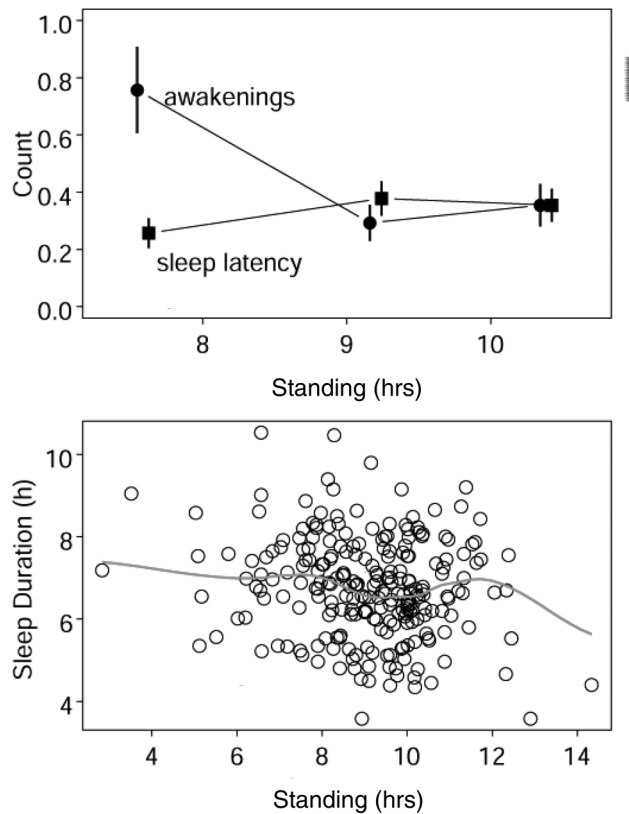 1.0
0.8
0.6
0.4
0.2
0.0
Count
awakenings
sleep latency
8 9 10
Standing (hrs)
10
8
6
4
Sleep Duration (h)
4 6 8 10 12 14
Standing (hrs)